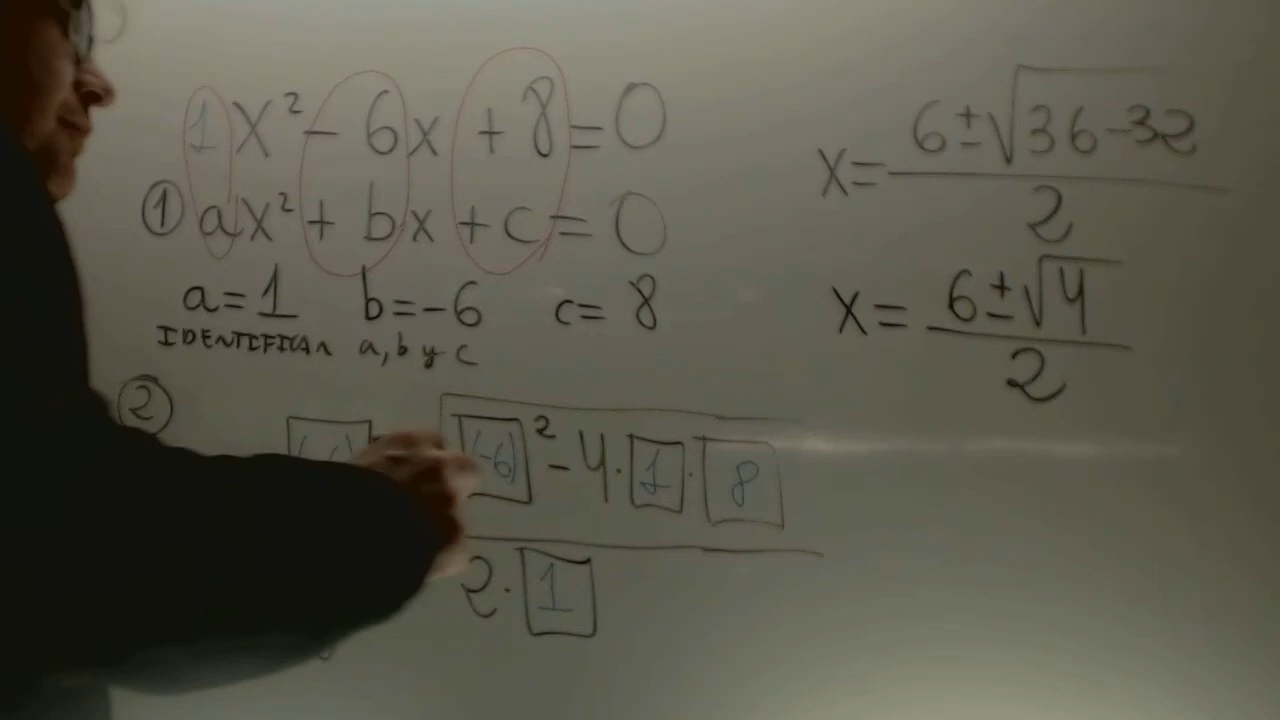 1x² - 6x + 8 = 0
① ax² + bx + c = 0
a = 1 b = -6 c = 8
IDENTIFICAR a, b y c
②
(-6)² - 4 · 1 · 8
2 · 1
x = 6 ± √36 - 32
2
x = 6 ± √4
2